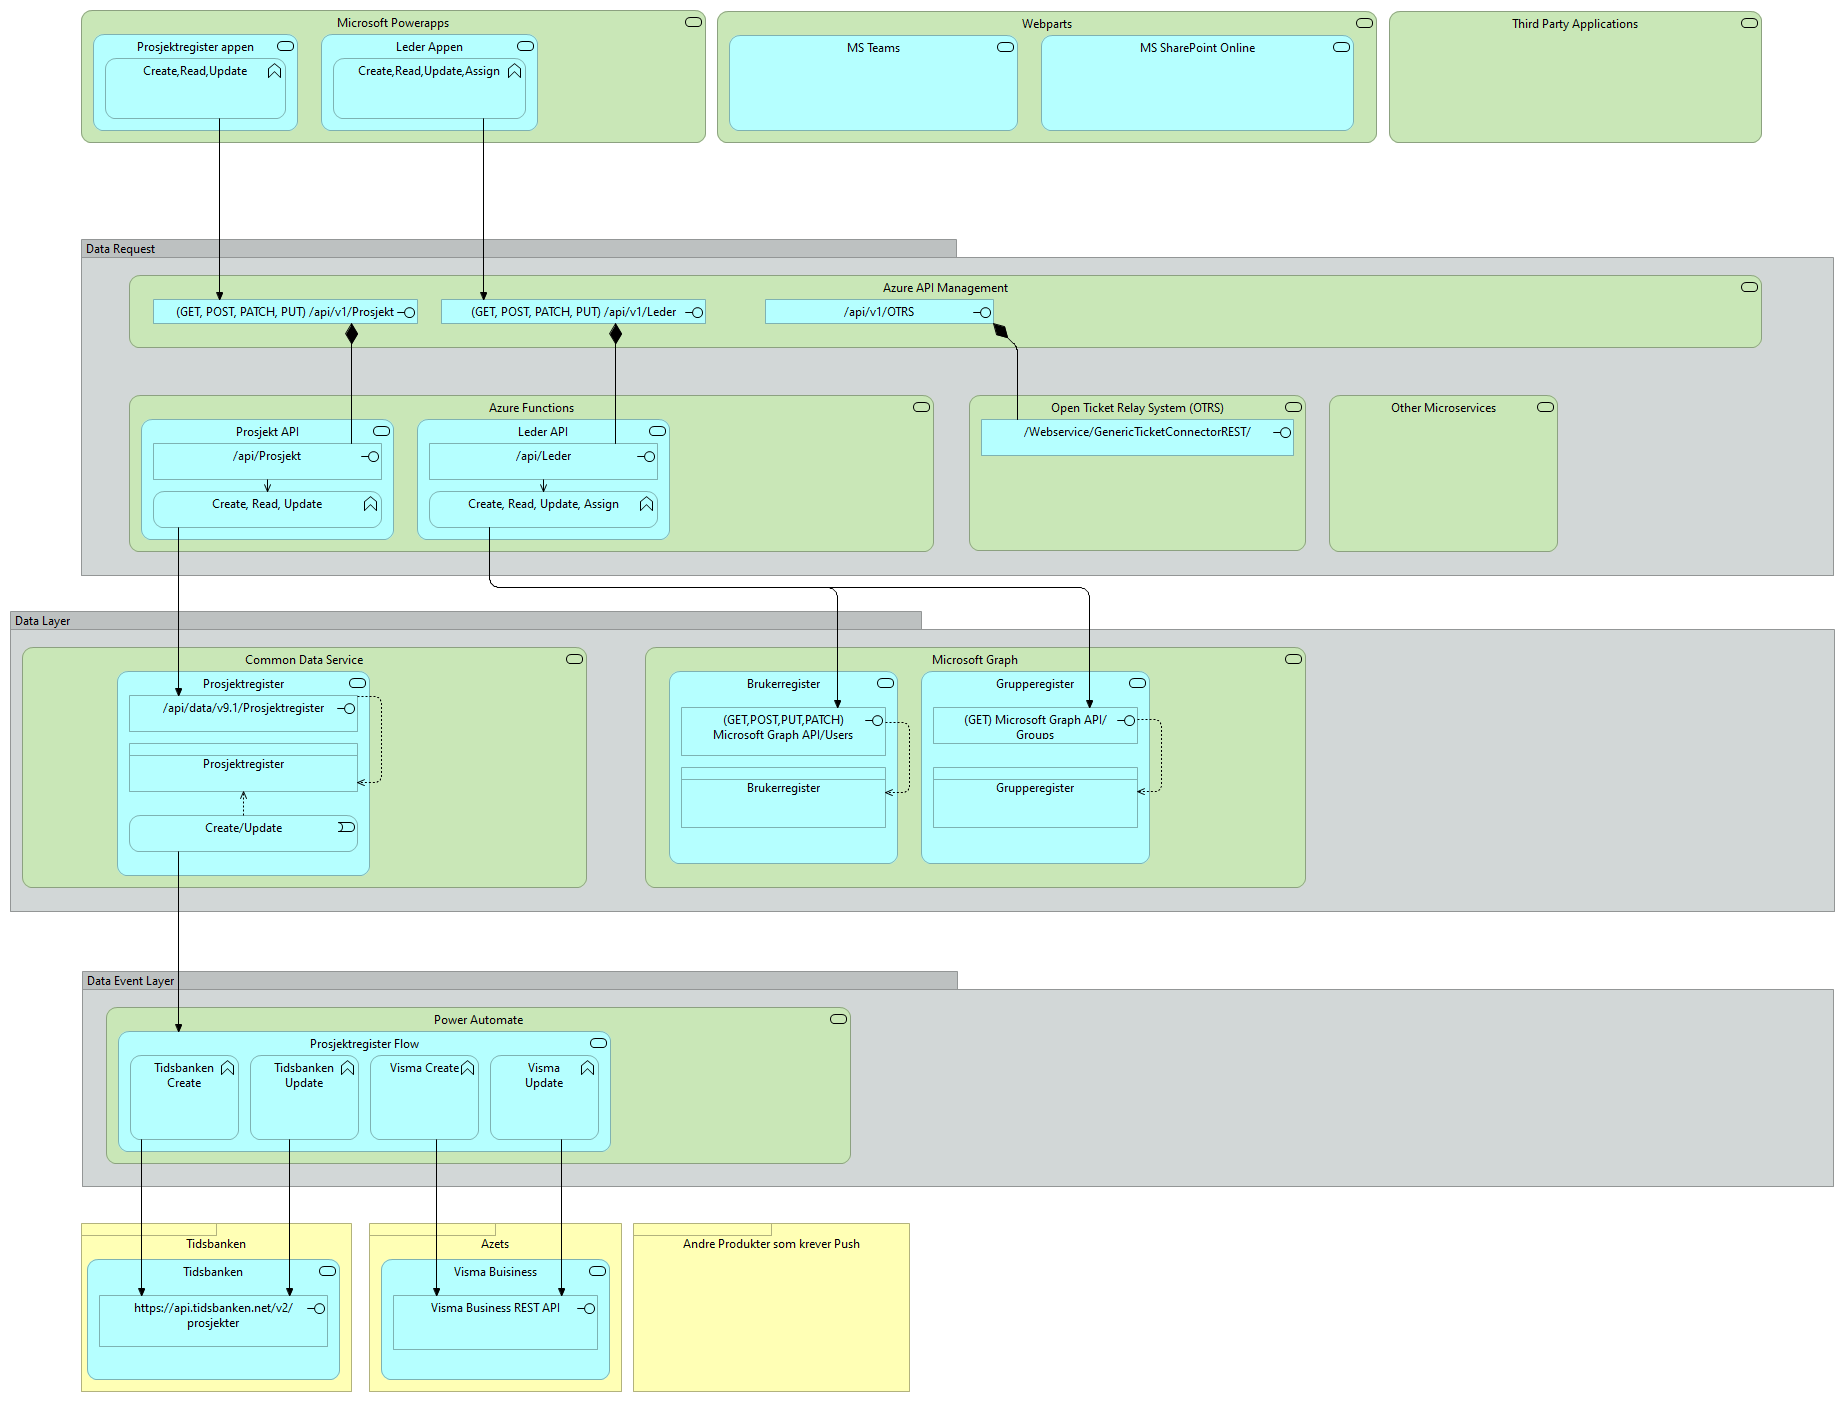 Microsoft Powerapps
Prosjektregister appen
Create,Read,Update
Leder Appen
Create,Read,Update,Assign
Webparts
MS Teams
MS SharePoint Online
Third Party Applications
Data Request
Azure API Management
(GET, POST, PATCH, PUT) /api/v1/Prosjekt
(GET, POST, PATCH, PUT) /api/v1/Leder
/api/v1/OTRS
Azure Functions
Prosjekt API
/api/Prosjekt
Create, Read, Update
Leder API
/api/Leder
Create, Read, Update, Assign
Open Ticket Relay System (OTRS)
/Webservice/GenericTicketConnectorREST/
Other Microservices
Data Layer
Common Data Service
Prosjektregister
/api/data/v9.1/Prosjektregister
Prosjektregister
Create/Update
Microsoft Graph
Brukerregister
(GET,POST,PUT,PATCH)
Microsoft Graph API/Users
Brukerregister
Grupperegister
(GET) Microsoft Graph API/
Groups
Grupperegister
Data Event Layer
Power Automate
Prosjektregister Flow
Tidsbanken
Create
Tidsbanken
Update
Visma Create
Visma
Update
Tidsbanken
Tidsbanken
https://api.tidsbanken.net/v2/
prosjekter
Azets
Visma Buisiness
Visma Business REST API
Andre Produkter som krever Push